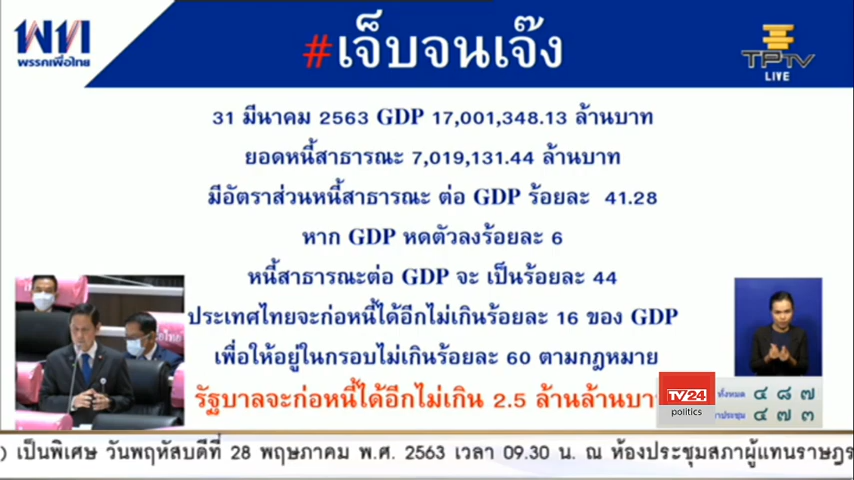 พท
พรรคเพื่อไทย
#เจ็บจนเจ๊ง
TPTV
LIVE
31 มีนาคม 2563 GDP 17,001,348.13 ล้านบาท
ยอดหนี้สาธารณะ 7,019,131.44 ล้านบาท
มีอัตราส่วนหนี้สาธารณะ ต่อ GDP ร้อยละ 41.28
หาก GDP หดตัวลงร้อยละ 6
หนี้สาธารณะต่อ GDP จะ เป็นร้อยละ 44
ประเทศไทยจะก่อหนี้ได้อีกไม่เกินร้อยละ 16 ของ GDP
เพื่อให้อยู่ในกรอบไม่เกินร้อยละ 60 ตามกฎหมาย
รัฐบาลจะก่อหนี้ได้อีกไม่เกิน 2.5 ล้านล้านบา
TV24
politics
ทั้งหมด ๔๘๗
าประชุม ๔๗๓
) เป็นพิเศษ วันพฤหัสบดีที่ 28 พฤษภาคม พ.ศ. 2563 เวลา 09.30 น. ณ ห้องประชุมสภาผู้แทนราษฎร